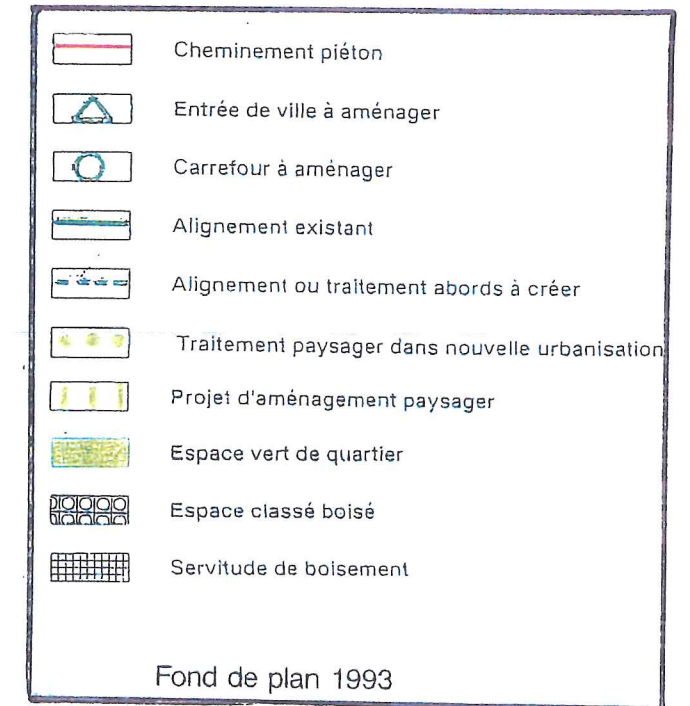 Cheminement piéton
Entrée de ville à aménager
Carrefour à aménager
Alignement existant
Alignement ou traitement abords à créer
Traitement paysager dans nouvelle urbanisation
Projet d'aménagement paysager
Espace vert de quartier
Espace classé boisé
Servitude de boisement
Fond de plan 1993